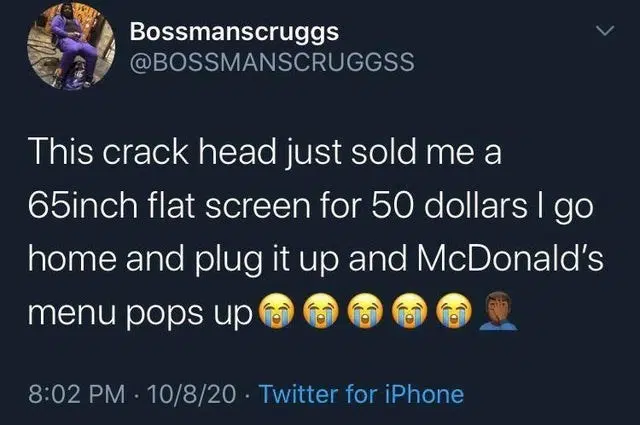 Bossmanscruggs
@BOSSMANSCRUGGSS
This crack head just sold me a
65inch flat screen for 50 dollars I go
home and plug it up and McDonald's
menu pops up😭😭😭😭😭🤦🏾‍♂️
8:02 PM · 10/8/20 · Twitter for iPhone